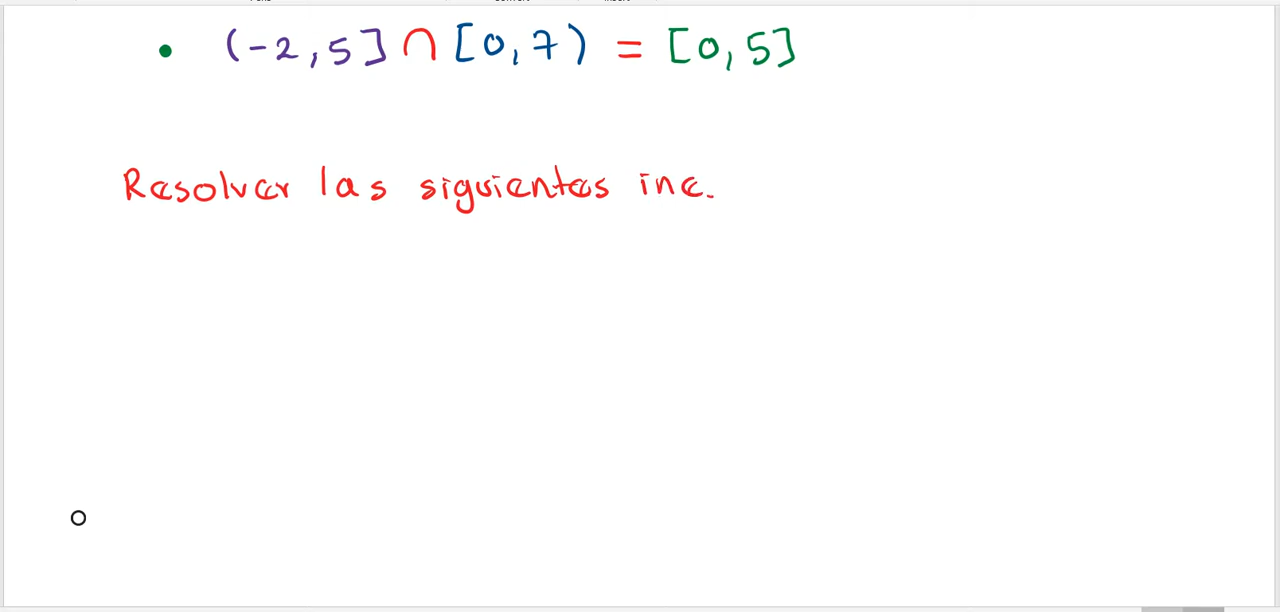 • (-2, 5] ∩ [0, 7) = [0, 5]
Resolver las siguientes ine.